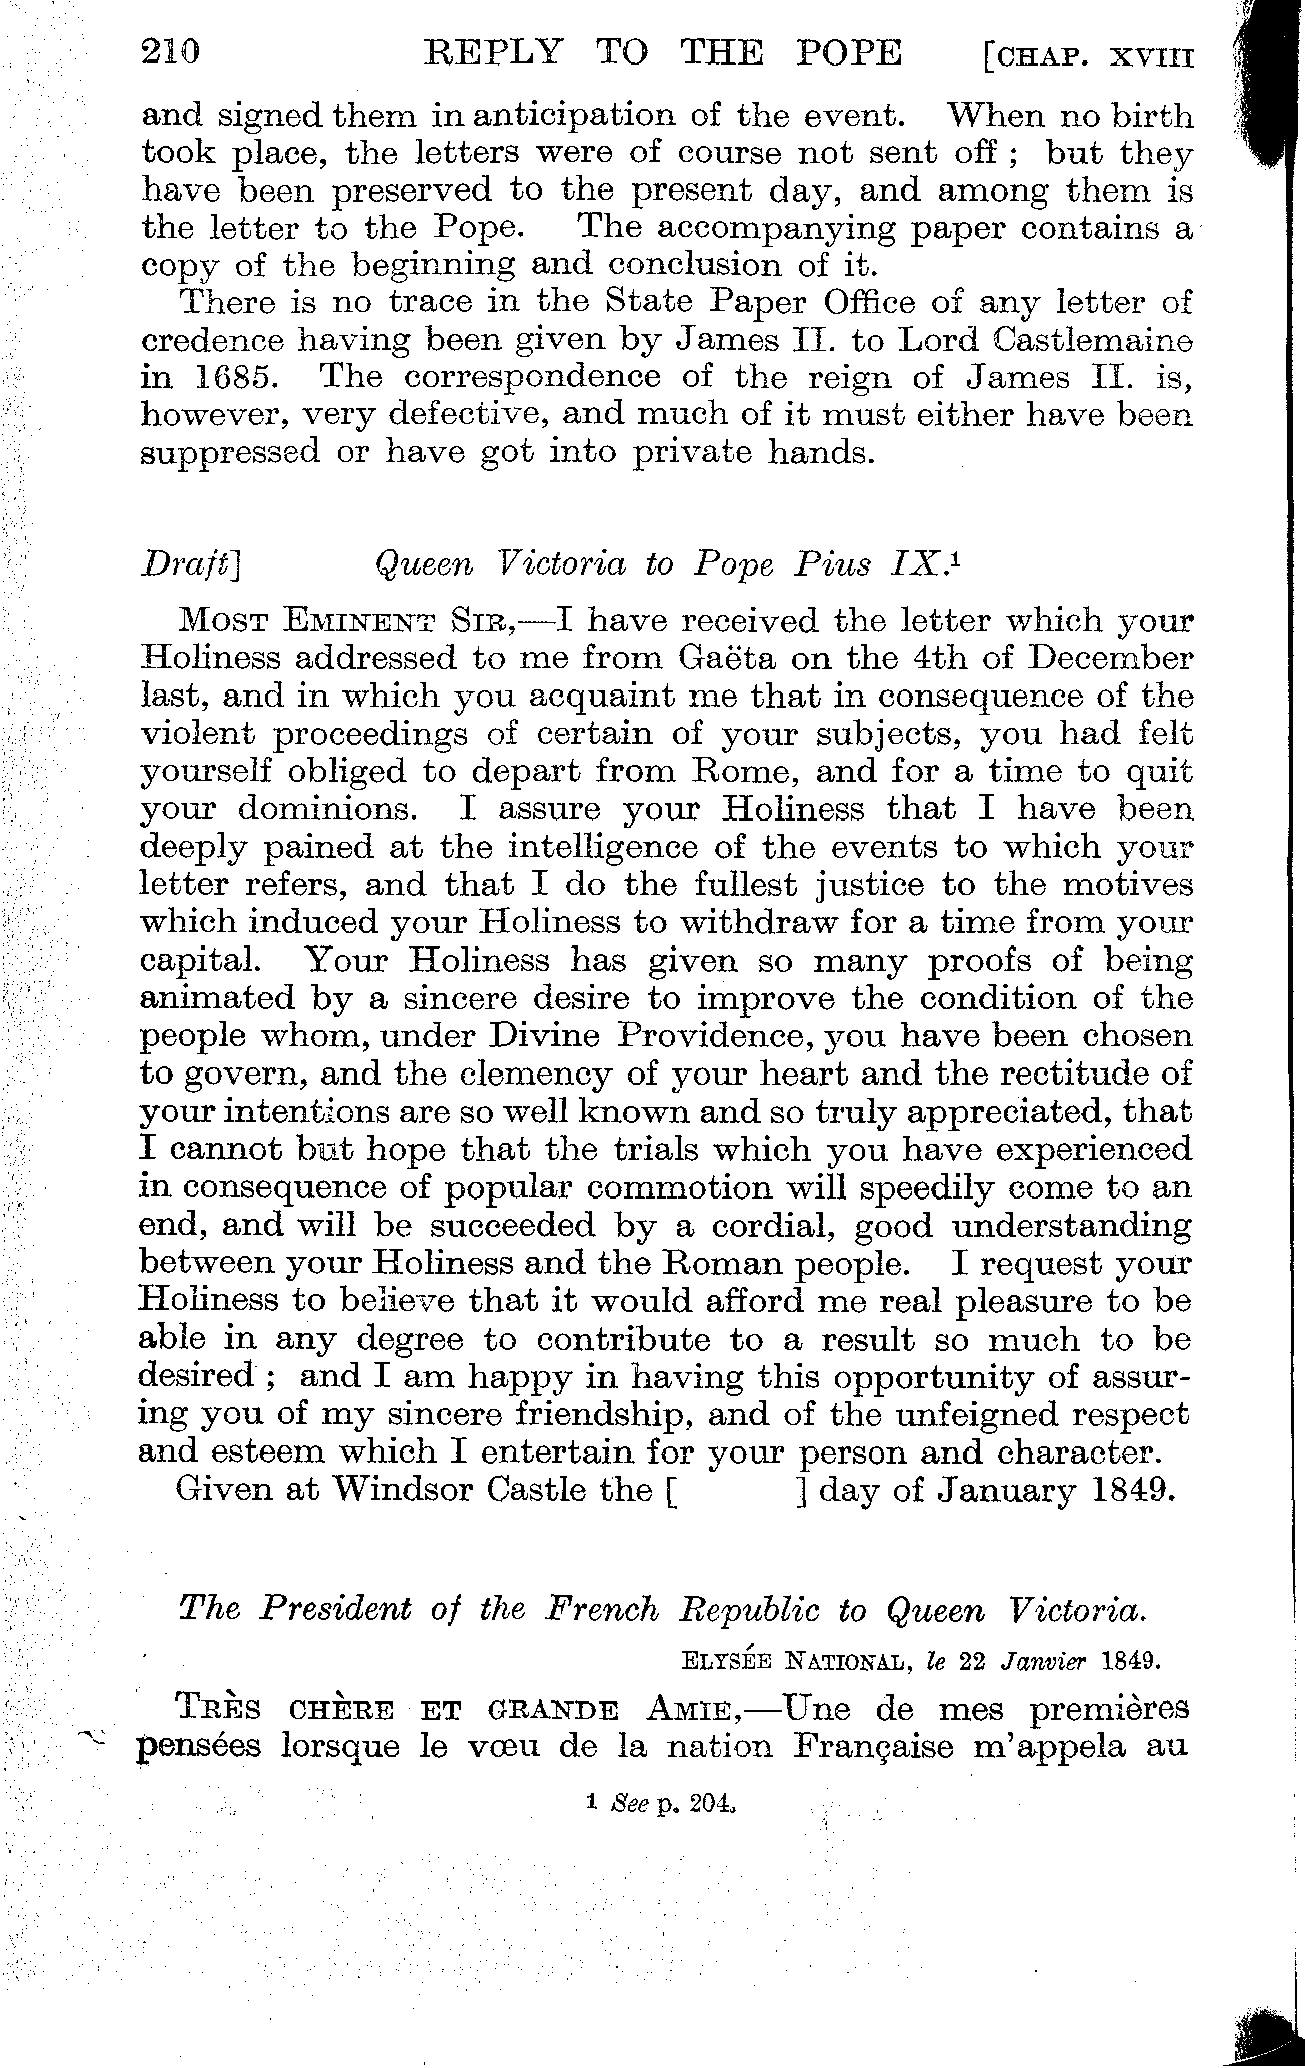 210 REPLY TO THE POPE [CHAP. XVIII
and signed them in anticipation of the event. When no birth
took place, the letters were of course not sent off ; but they
have been preserved to the present day, and among them is
the letter to the Pope. The accompanying paper contains a
copy of the beginning and conclusion of it.
There is no trace in the State Paper Office of any letter of
credence having been given by James II. to Lord Castlemaine
in 1685. The correspondence of the reign of James II. is,
however, very defective, and much of it must either have been
suppressed or have got into private hands.
Draft] Queen Victoria to Pope Pius IX.¹
MOST EMINENT SIR,—I have received the letter which your
Holiness addressed to me from Gaëta on the 4th of December
last, and in which you acquaint me that in consequence of the
violent proceedings of certain of your subjects, you had felt
yourself obliged to depart from Rome, and for a time to quit
your dominions. I assure your Holiness that I have been
deeply pained at the intelligence of the events to which your
letter refers, and that I do the fullest justice to the motives
which induced your Holiness to withdraw for a time from your
capital. Your Holiness has given so many proofs of being
animated by a sincere desire to improve the condition of the
people whom, under Divine Providence, you have been chosen
to govern, and the clemency of your heart and the rectitude of
your intentions are so well known and so truly appreciated, that
I cannot but hope that the trials which you have experienced
in consequence of popular commotion will speedily come to an
end, and will be succeeded by a cordial, good understanding
between your Holiness and the Roman people. I request your
Holiness to believe that it would afford me real pleasure to be
able in any degree to contribute to a result so much to be
desired ; and I am happy in having this opportunity of assur-
ing you of my sincere friendship, and of the unfeigned respect
and esteem which I entertain for your person and character.
Given at Windsor Castle the [ ] day of January 1849.
The President of the French Republic to Queen Victoria.
ELYSÉE NATIONAL, le 22 Janvier 1849.
TRÈS CHÈRE ET GRANDE AMIE,—Une de mes premières
pensées lorsque le vœu de la nation Française m'appela au
1 See p. 204.